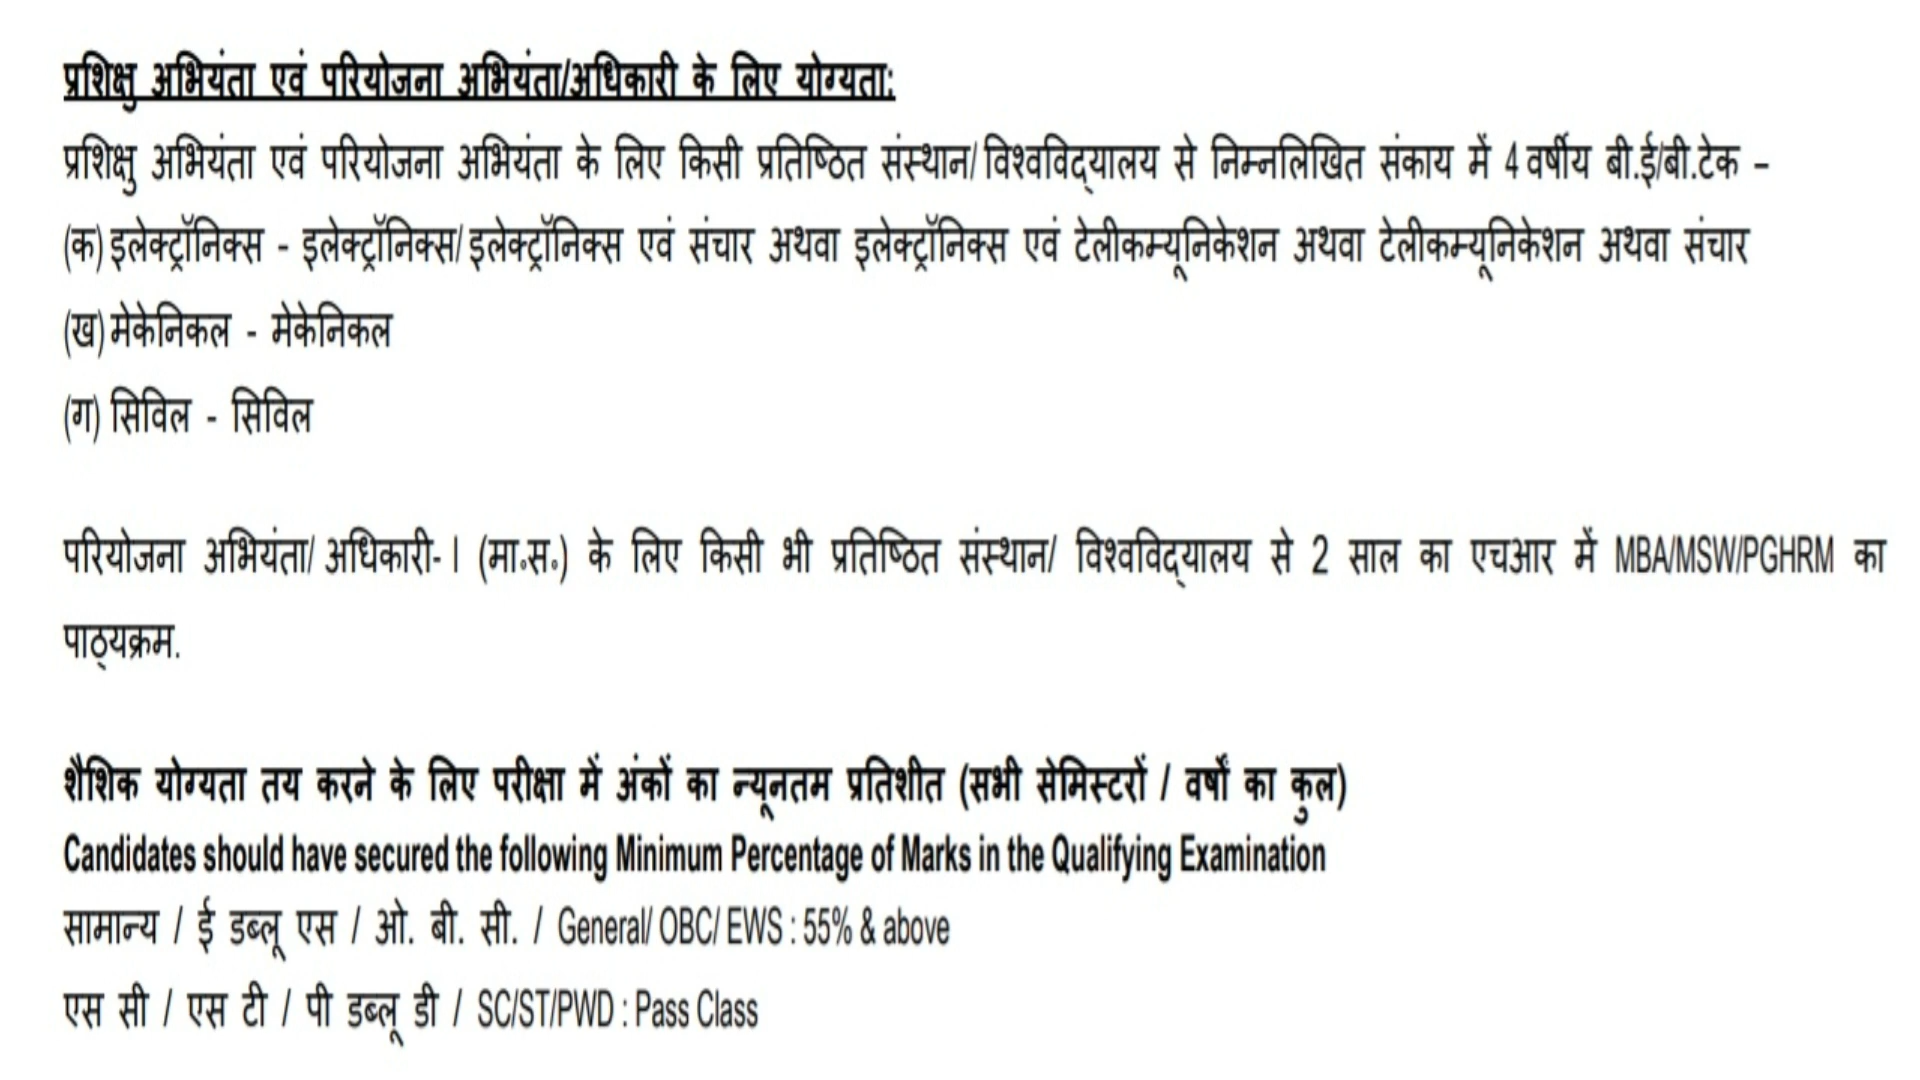 प्रशिक्षु अभियंता एवं परियोजना अभियंता/अधिकारी के लिए योग्यता:
प्रशिक्षु अभियंता एवं परियोजना अभियंता के लिए किसी प्रतिष्ठित संस्थान/ विश्वविद्यालय से निम्नलिखित संकाय में 4 वर्षीय बी.ई/बी.टेक –
(क) इलेक्ट्रॉनिक्स - इलेक्ट्रॉनिक्स/ इलेक्ट्रॉनिक्स एवं संचार अथवा इलेक्ट्रॉनिक्स एवं टेलीकम्यूनिकेशन अथवा टेलीकम्यूनिकेशन अथवा संचार
(ख) मेकेनिकल - मेकेनिकल
(ग) सिविल - सिविल
परियोजना अभियंता/ अधिकारी- I (मा॰स॰) के लिए किसी भी प्रतिष्ठित संस्थान/ विश्वविद्यालय से 2 साल का एचआर में MBA/MSW/PGHRM का
पाठ्यक्रम.
शैशिक योग्यता तय करने के लिए परीक्षा में अंकों का न्यूनतम प्रतिशीत (सभी सेमिस्टरों / वर्षों का कुल)
Candidates should have secured the following Minimum Percentage of Marks in the Qualifying Examination
सामान्य / ई डब्लू एस / ओ. बी. सी. / General/ OBC/ EWS : 55% & above
एस सी / एस टी / पी डब्लू डी / SC/ST/PWD : Pass Class